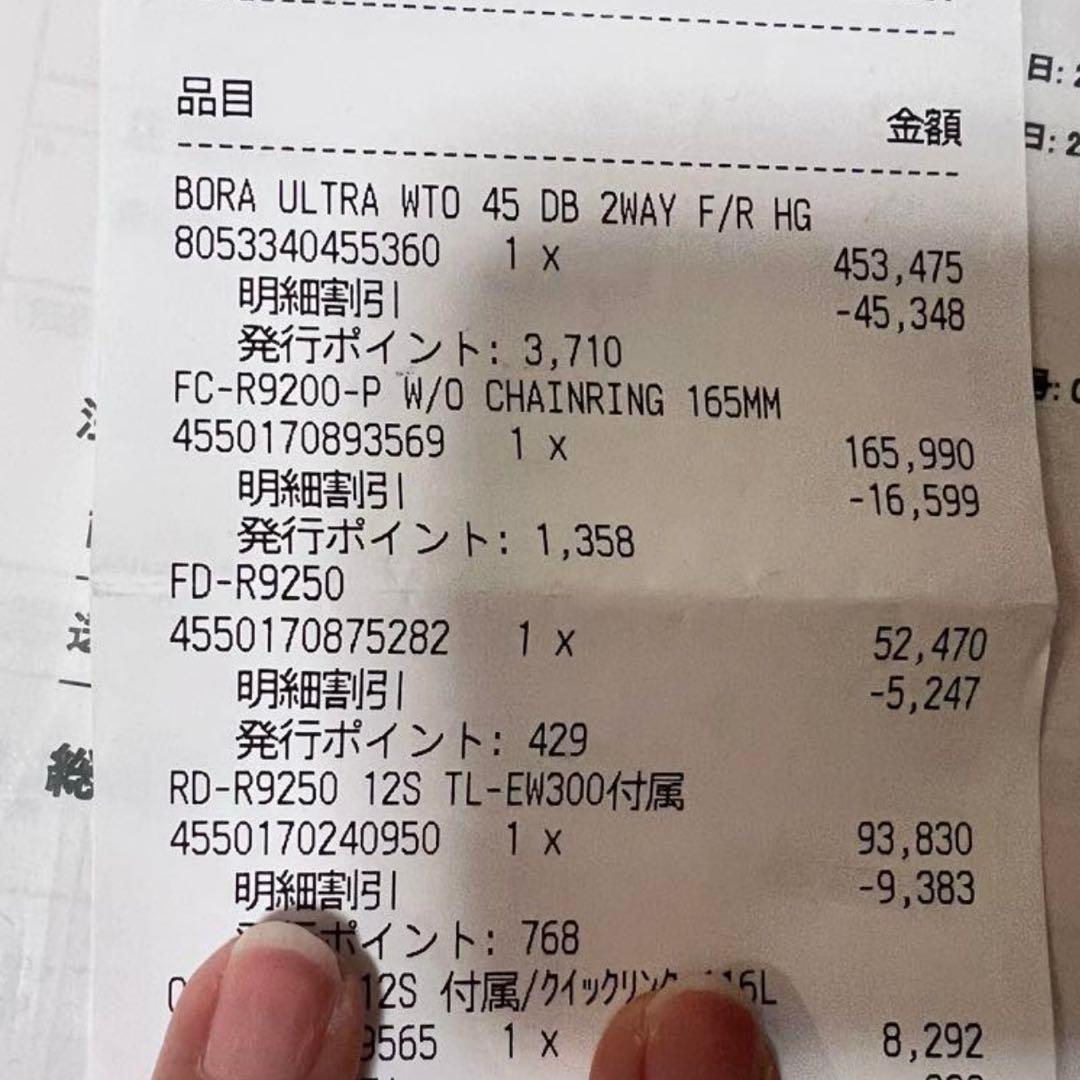 品目
金額
BORA ULTRA WTO 45 DB 2WAY F/R HG
8053340455360 1 x 453,475
明細割引 -45,348
発行ポイント: 3,710
FC-R9200-P W/O CHAINRING 165MM
4550170893569 1 x 165,990
明細割引 -16,599
発行ポイント: 1,358
FD-R9250
4550170875282 1 x 52,470
明細割引 -5,247
発行ポイント: 429
RD-R9250 12S TL-EW300付属
4550170240950 1 x 93,830
明細割引 -9,383
ポイント: 768
12S 付属/クイックリンク
9565 1 x 8,292
日:
日: 2
総